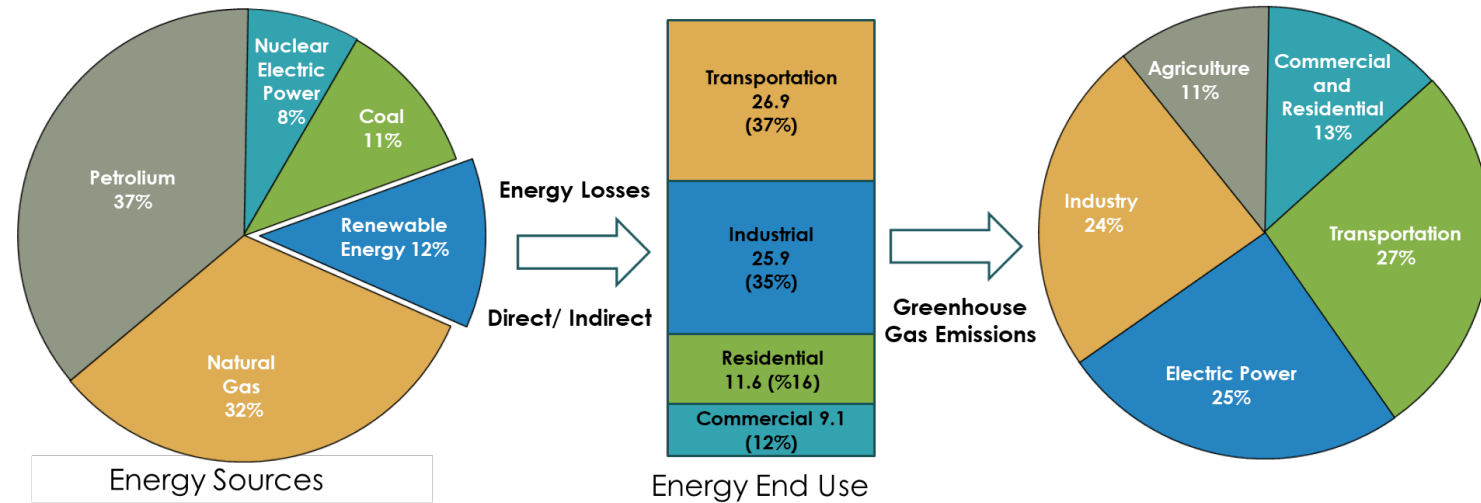 Nuclear
Electric
Power
8%
Coal
11%
Petrolium
37%
Renewable
Energy 12%
Natural
Gas
32%
Energy Sources
Energy Losses
Direct/ Indirect
Transportation
26.9
(37%)
Industrial
25.9
(35%)
Residential
11.6 (%16)
Commercial 9.1
(12%)
Energy End Use
Greenhouse
Gas Emissions
Agriculture
11%
Commercial
and
Residential
13%
Industry
24%
Transportation
27%
Electric Power
25%